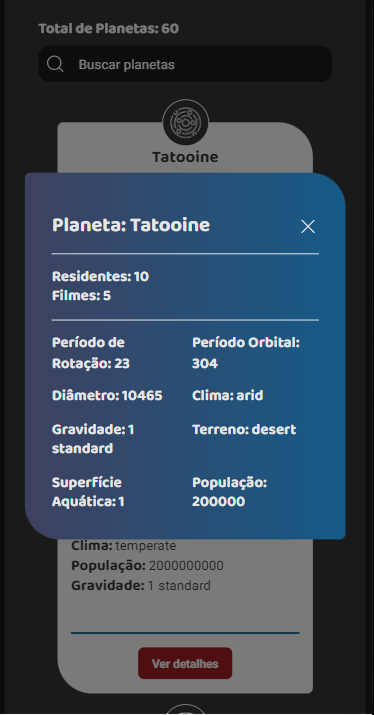 Total de Planetas: 60
Buscar planetas
Tatooine
Planeta: Tatooine
Residentes: 10
Filmes: 5
Período de
Rotação: 23
Período Orbital:
304
Diâmetro: 10465
Clima: arid
Gravidade: 1
standard
Terreno: desert
Superfície
Aquática: 1
População:
200000
Clima: temperate
População: 2000000000
Gravidade: 1 standard
Ver detalhes